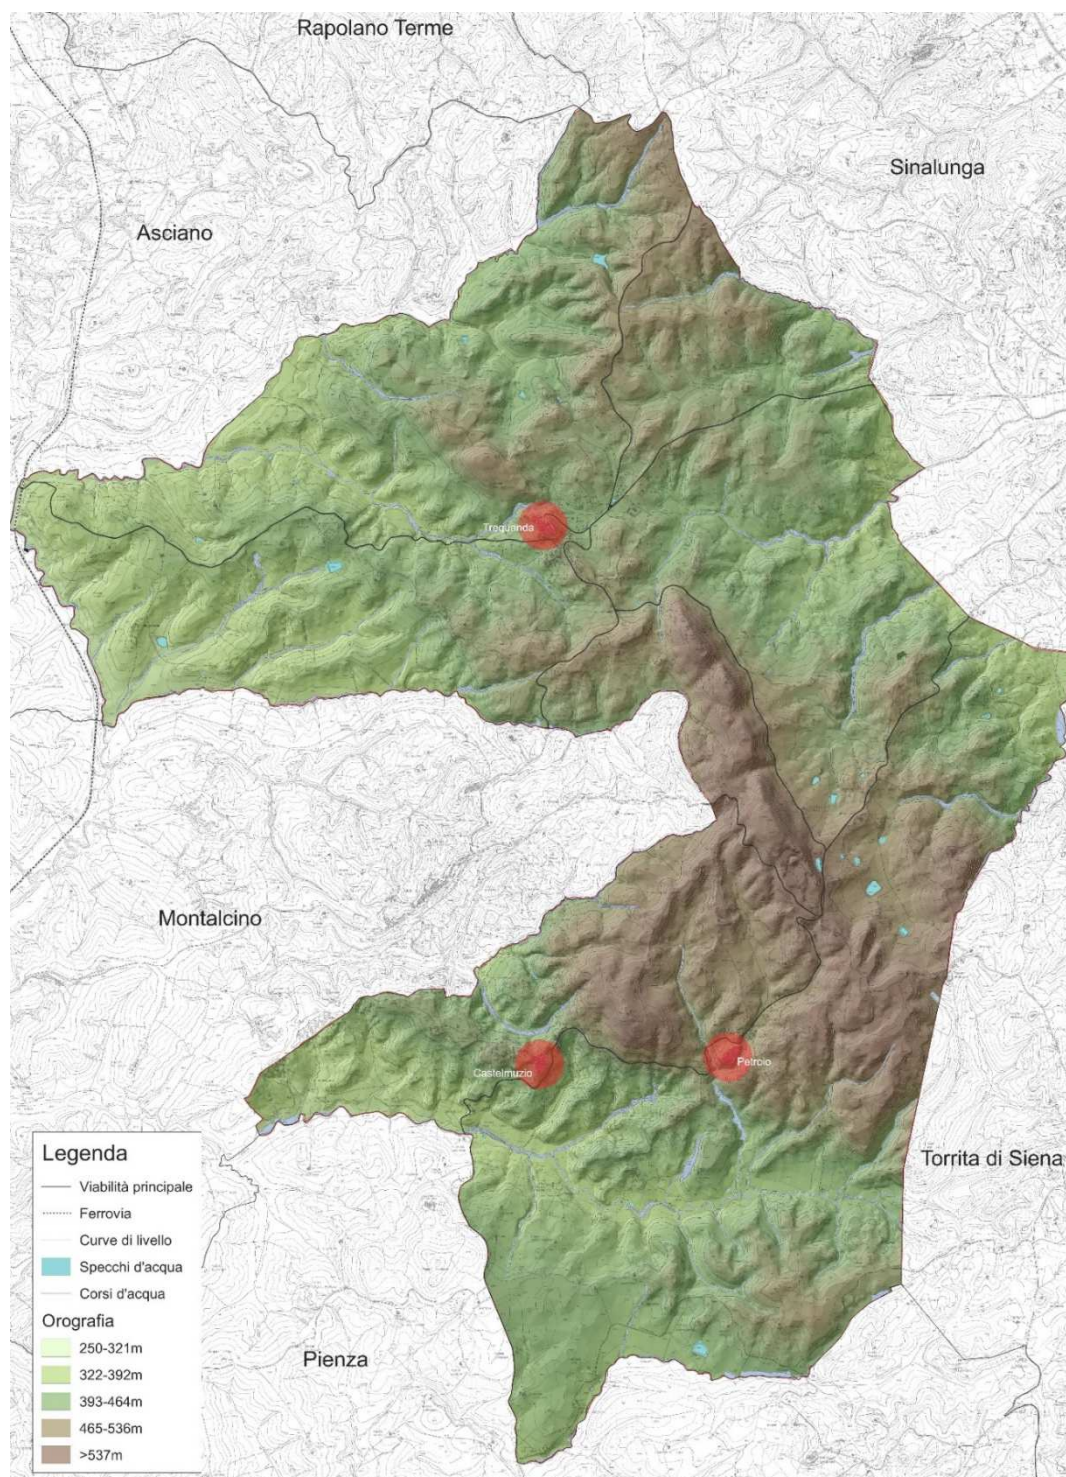 Rapolano Terme
Sinalunga
Asciano
Trequanda
Montalcino
Castelmuzio
Petroio
Torrita di Siena
Pienza
Legenda
Viabilità principale
Ferrovia
Curve di livello
Specchi d'acqua
Corsi d'acqua
Orografia
250-321m
322-392m
393-464m
465-536m
>537m